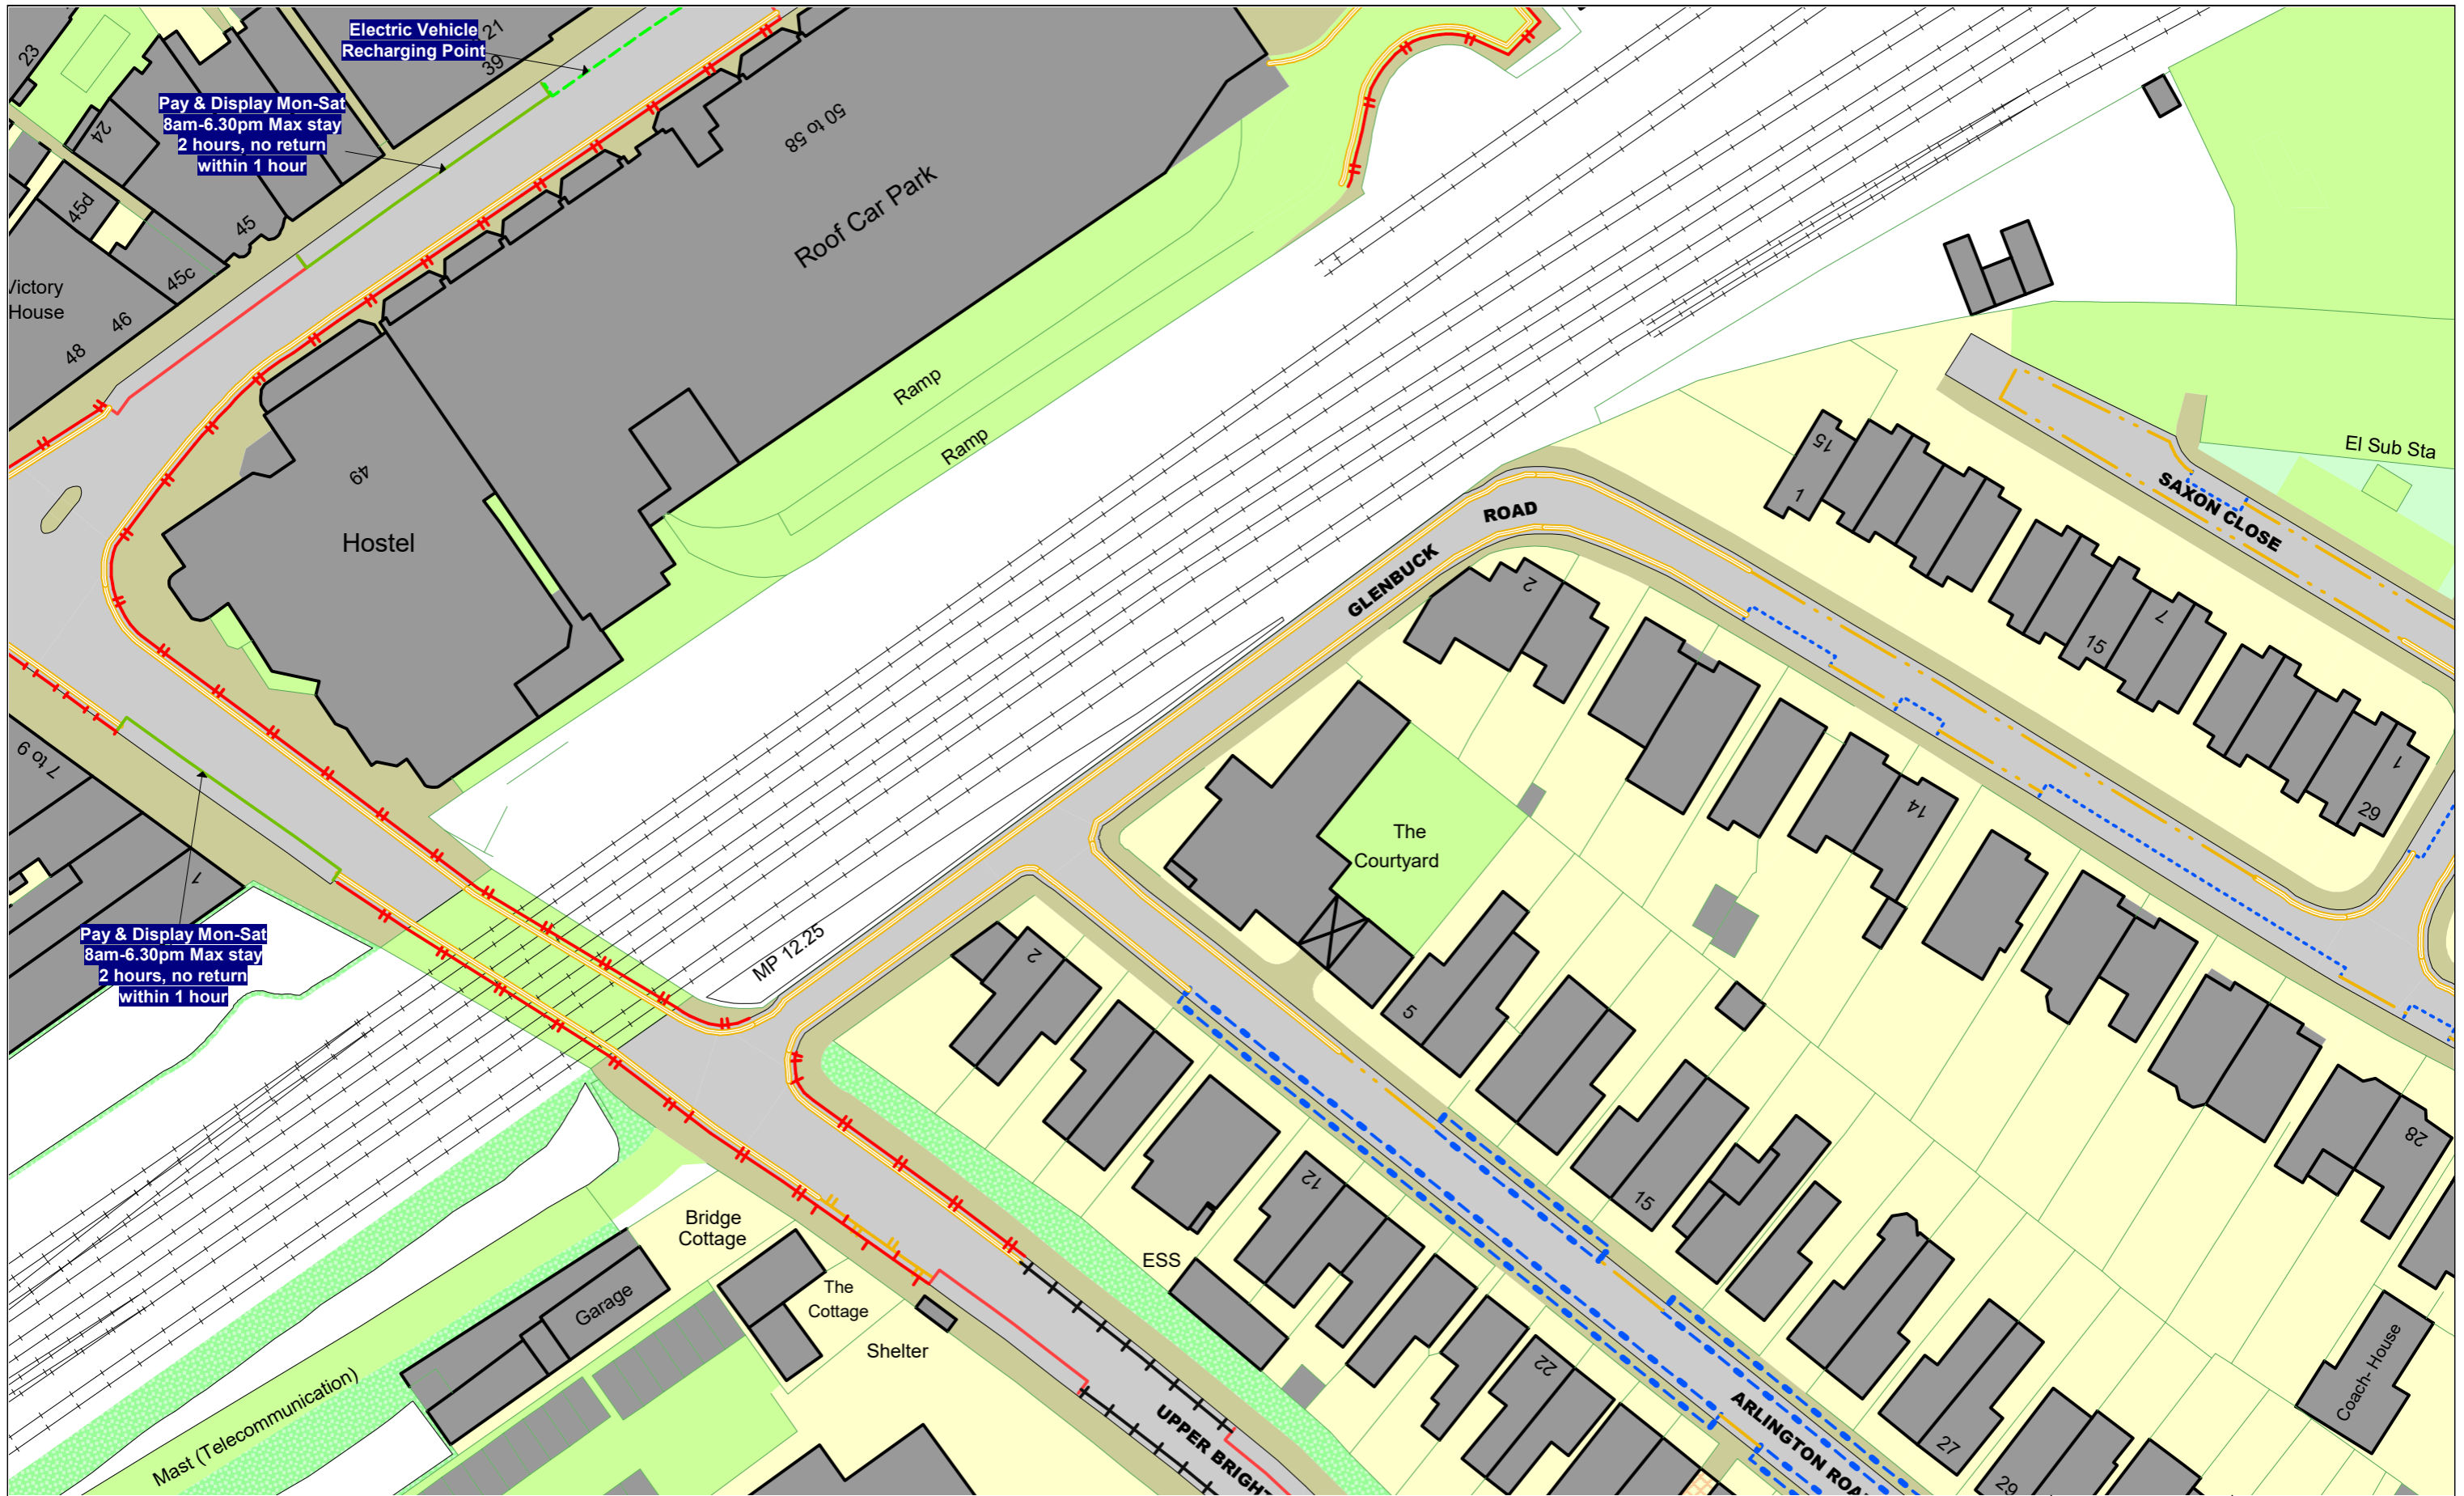 Electric Vehicle
Recharging Point
21
39
23
Pay & Display Mon-Sat
8am-6.30pm Max stay
2 hours, no return
within 1 hour
24
50 to 58
45d
45
Roof Car Park
45c
Victory
House
46
48
Ramp
Ramp
49
Hostel
15
1
El Sub Sta
SAXON CLOSE
GLENBUCK
ROAD
2
15
7
7 to 9
1
Pay & Display Mon-Sat
8am-6.30pm Max stay
2 hours, no return
within 1 hour
MP 12.25
The
Courtyard
14
1
29
2
5
12
15
28
Bridge
Cottage
The
Cottage
Garage
Shelter
ESS
22
Mast (Telecommunication)
UPPER BRIGHT
ARLINGTON ROA
27
29
Coach- House